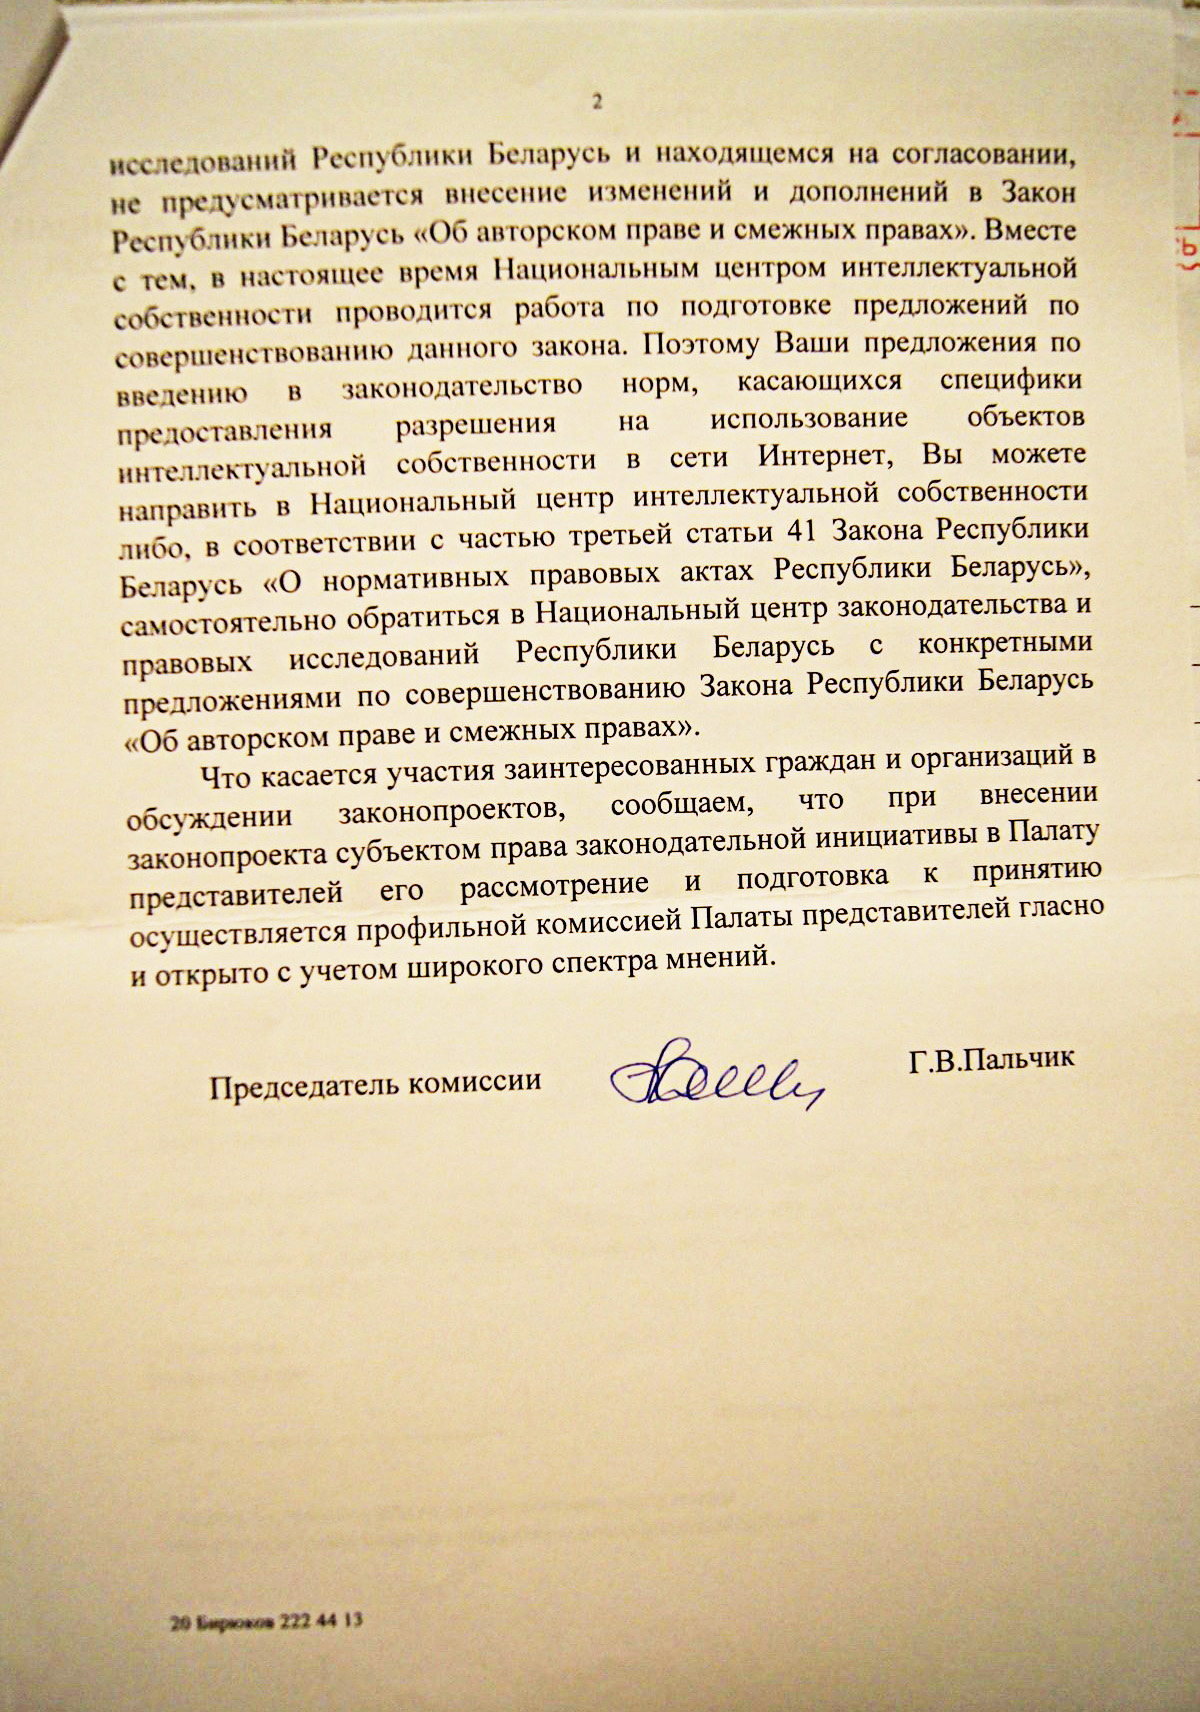 2
исследований Республики Беларусь и находящемся на согласовании,
не предусматривается внесение изменений и дополнений в Закон
Республики Беларусь «Об авторском праве и смежных правах». Вместе
с тем, в настоящее время Национальным центром интеллектуальной
собственности проводится работа по подготовке предложений по
совершенствованию данного закона. Поэтому Ваши предложения по
введению в законодательство норм, касающихся специфики
предоставления разрешения на использование объектов
интеллектуальной собственности в сети Интернет, Вы можете
направить в Национальный центр интеллектуальной собственности
либо, в соответствии с частью третьей статьи 41 Закона Республики
Беларусь «О нормативных правовых актах Республики Беларусь»,
самостоятельно обратиться в Национальный центр законодательства и
правовых исследований Республики Беларусь с конкретными
предложениями по совершенствованию Закона Республики Беларусь
«Об авторском праве и смежных правах».
Что касается участия заинтересованных граждан и организаций в
обсуждении законопроектов, сообщаем, что при внесении
законопроекта субъектом права законодательной инициативы в Палату
представителей его рассмотрение и подготовка к принятию
осуществляется профильной комиссией Палаты представителей гласно
и открыто с учетом широкого спектра мнений.
Председатель комиссии Г.В.Пальчик
20 Бирюков 222 44 13